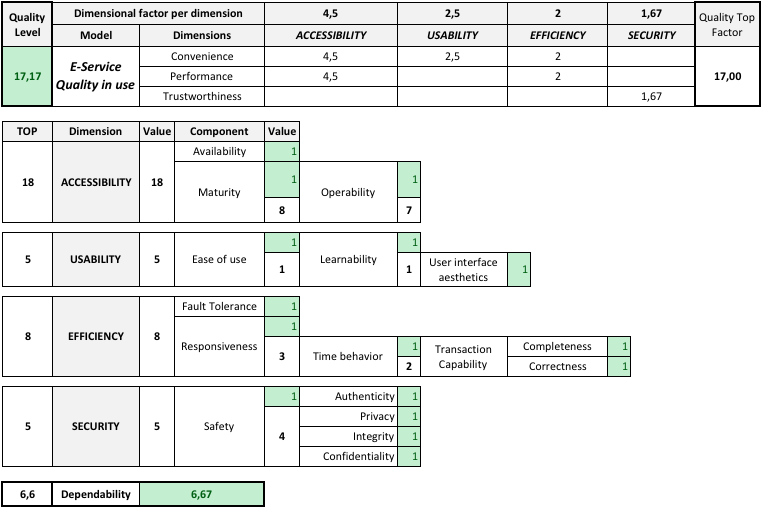 Quality Level Dimensional factor per dimension 4,5 2,5 2 1,67 Quality Top Factor
Model Dimensions ACCESSIBILITY USABILITY EFFICIENCY SECURITY
17,17 E-Service Quality in use Convenience 4,5 2,5 2 17,00
Performance 4,5 2
Trustworthiness 1,67
TOP Dimension Value Component Value
18 ACCESSIBILITY 18 Availability 1
Maturity 1 Operability 1
8 7
5 USABILITY 5 Ease of use 1 Learnability 1
1 1 User interface aesthetics 1
8 EFFICIENCY 8 Fault Tolerance 1
Responsiveness 1
3 Time behavior 1 Transaction Capability Completeness 1
2 Correctness 1
5 SECURITY 5 Safety 1 Authenticity 1
4 Privacy 1
Integrity 1
Confidentiality 1
6,6 Dependability 6,67